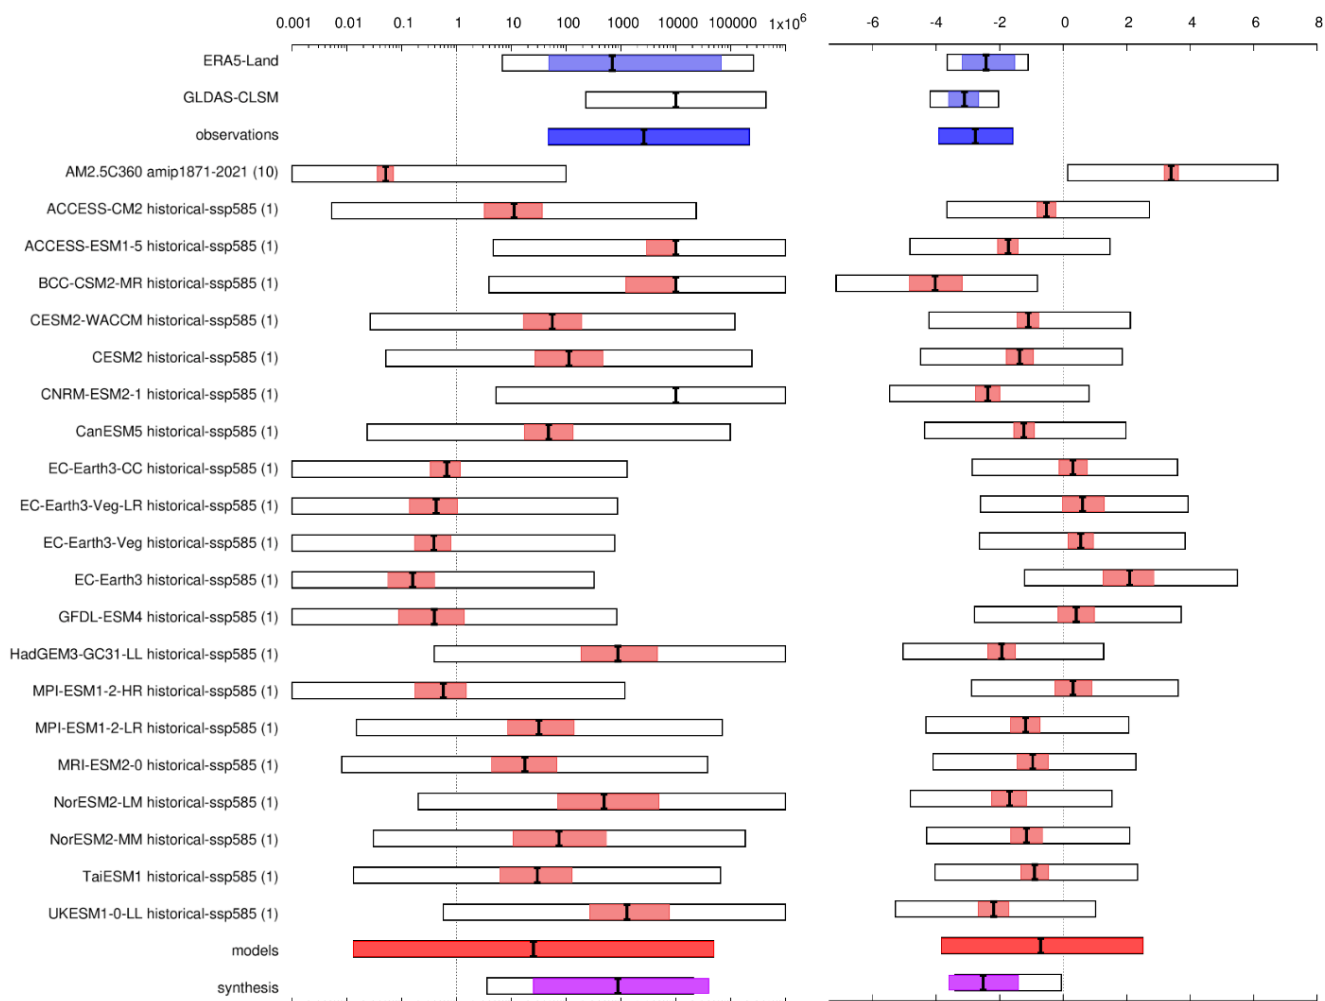 0.001 0.01 0.1 1 10 100 1000 10000 100000 1x10⁶ -6 -4 -2 0 2 4 6 8
ERA5-Land
GLDAS-CLSM
observations
AM2.5C360 amip1871-2021 (10)
ACCESS-CM2 historical-ssp585 (1)
ACCESS-ESM1-5 historical-ssp585 (1)
BCC-CSM2-MR historical-ssp585 (1)
CESM2-WACCM historical-ssp585 (1)
CESM2 historical-ssp585 (1)
CNRM-ESM2-1 historical-ssp585 (1)
CanESM5 historical-ssp585 (1)
EC-Earth3-CC historical-ssp585 (1)
EC-Earth3-Veg-LR historical-ssp585 (1)
EC-Earth3-Veg historical-ssp585 (1)
EC-Earth3 historical-ssp585 (1)
GFDL-ESM4 historical-ssp585 (1)
HadGEM3-GC31-LL historical-ssp585 (1)
MPI-ESM1-2-HR historical-ssp585 (1)
MPI-ESM1-2-LR historical-ssp585 (1)
MRI-ESM2-0 historical-ssp585 (1)
NorESM2-LM historical-ssp585 (1)
NorESM2-MM historical-ssp585 (1)
TaiESM1 historical-ssp585 (1)
UKESM1-0-LL historical-ssp585 (1)
models
synthesis